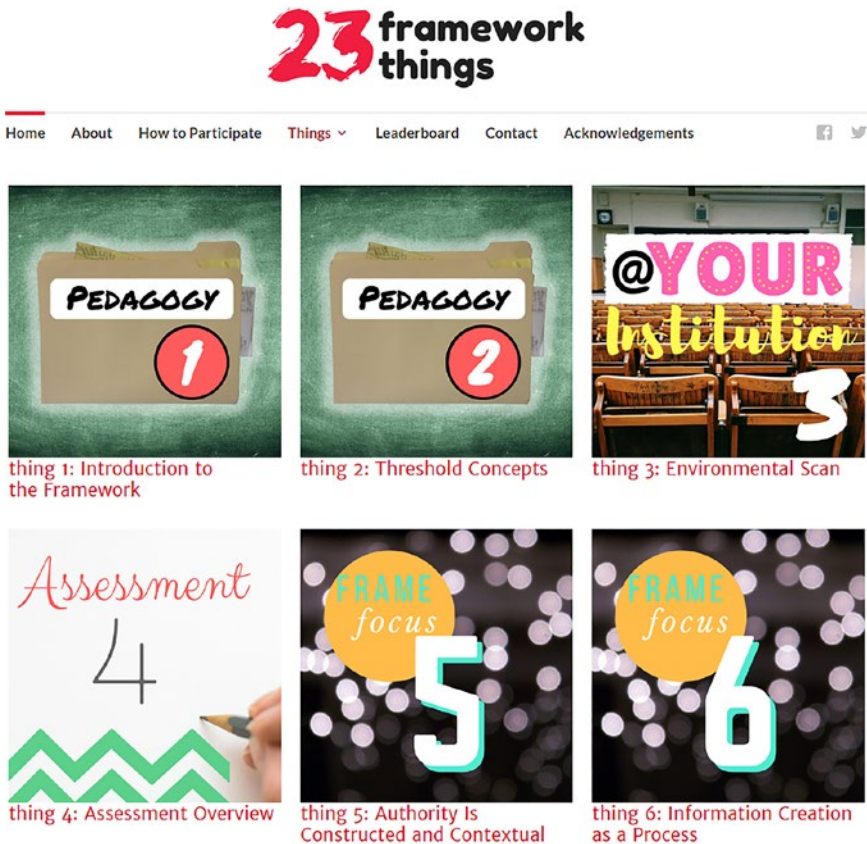 23 framework
things
Home About How to Participate Things Leaderboard Contact Acknowledgements
PEDAGOGY
1
PEDAGOGY
2
@YOUR
Institution
3
thing 1: Introduction to
the Framework
thing 2: Threshold Concepts
thing 3: Environmental Scan
Assessment
4
FRAME
focus
5
FRAME
focus
6
thing 4: Assessment Overview
thing 5: Authority Is
Constructed and Contextual
thing 6: Information Creation
as a Process